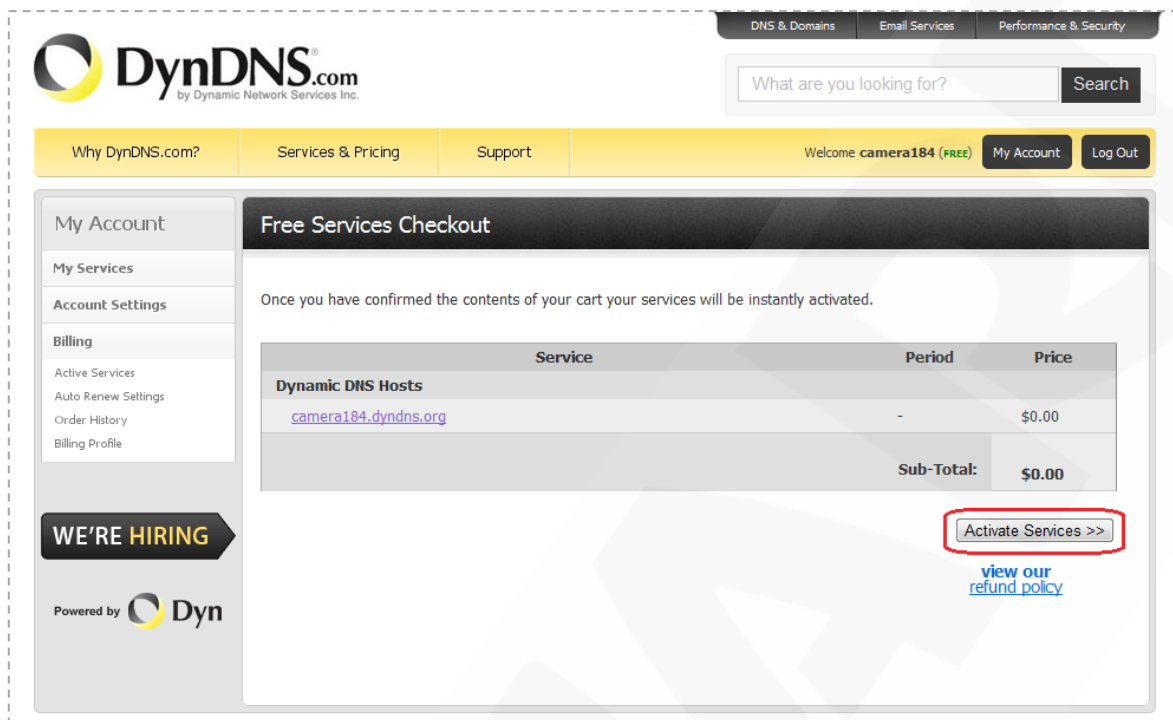 DNS & Domains Email Services Performance & Security
DynDNS.com
by Dynamic Network Services Inc.
What are you looking for? Search
Why DynDNS.com? Services & Pricing Support Welcome camera184 (FREE) My Account Log Out
My Account
My Services
Account Settings
Billing
Active Services
Auto Renew Settings
Order History
Billing Profile
WE'RE HIRING
Powered by Dyn
Free Services Checkout
Once you have confirmed the contents of your cart your services will be instantly activated.
Service Period Price
Dynamic DNS Hosts
camera184.dyndns.org - $0.00
Sub-Total: $0.00
Activate Services >>
view our
refund policy